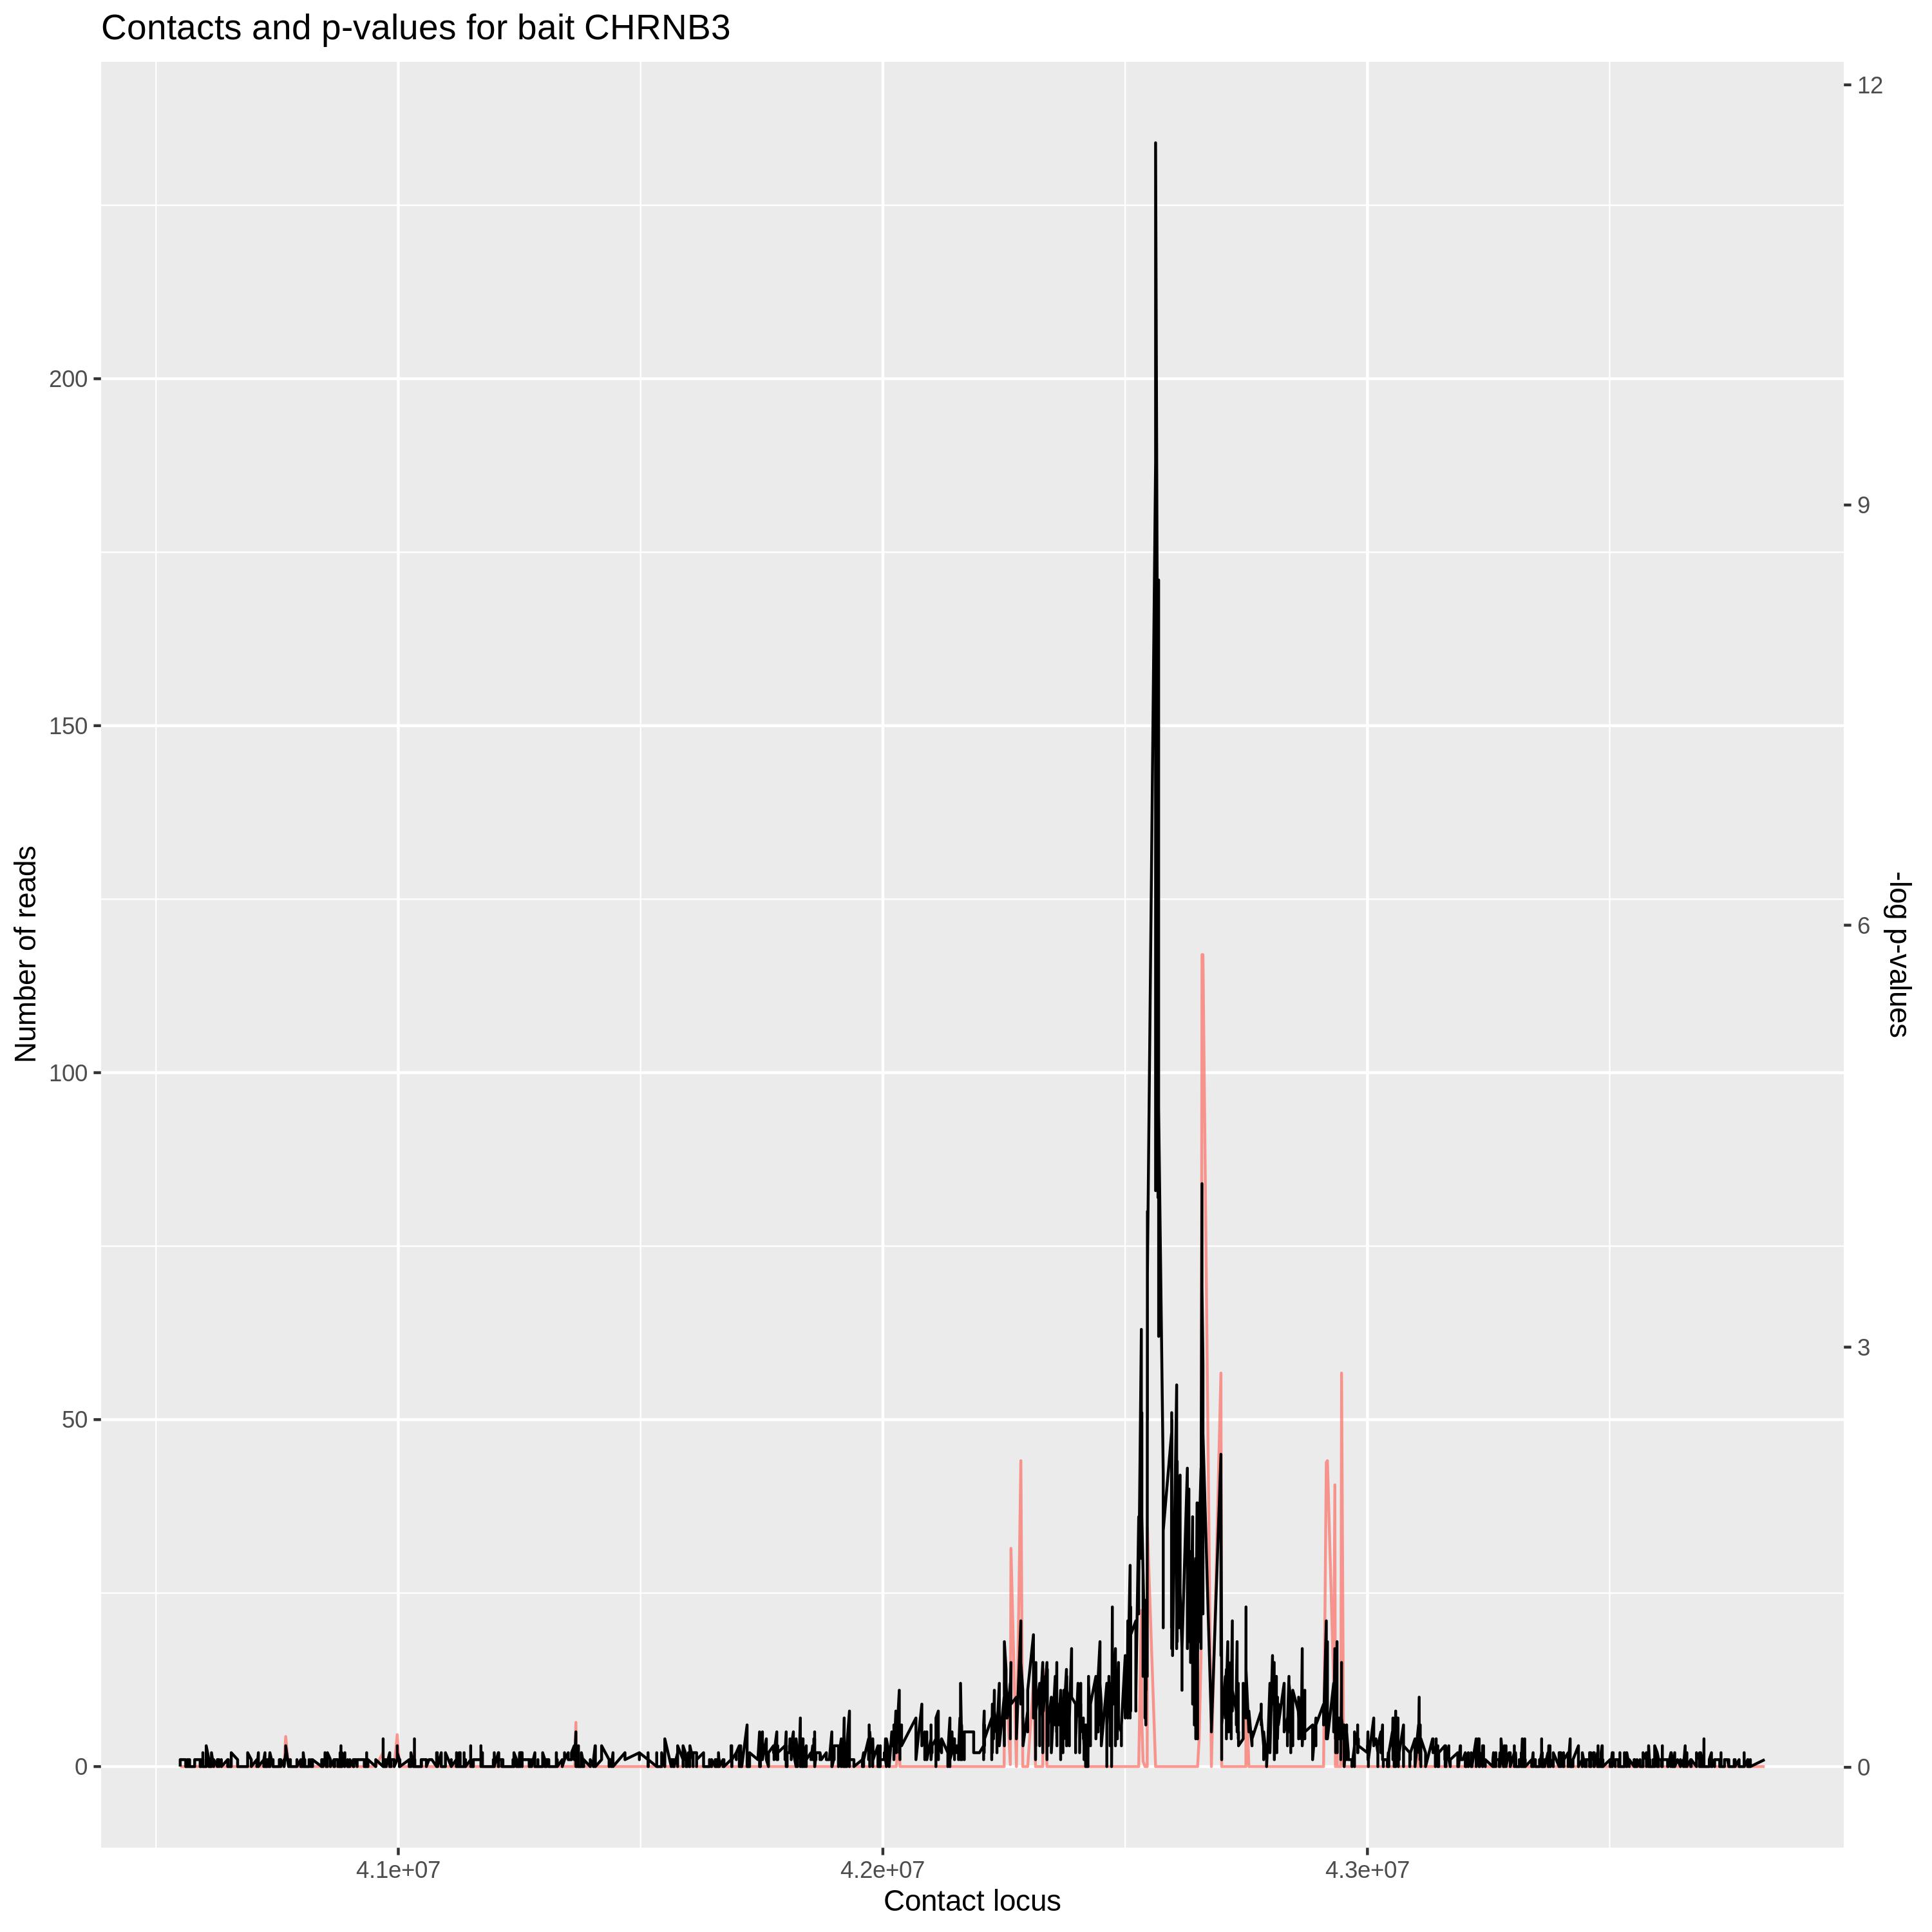 Contacts and p-values for bait CHRNB3
200
150
100
50
0
Number of reads
12
9
6
3
0
-log p-values
4.1e+07
4.2e+07
4.3e+07
Contact locus